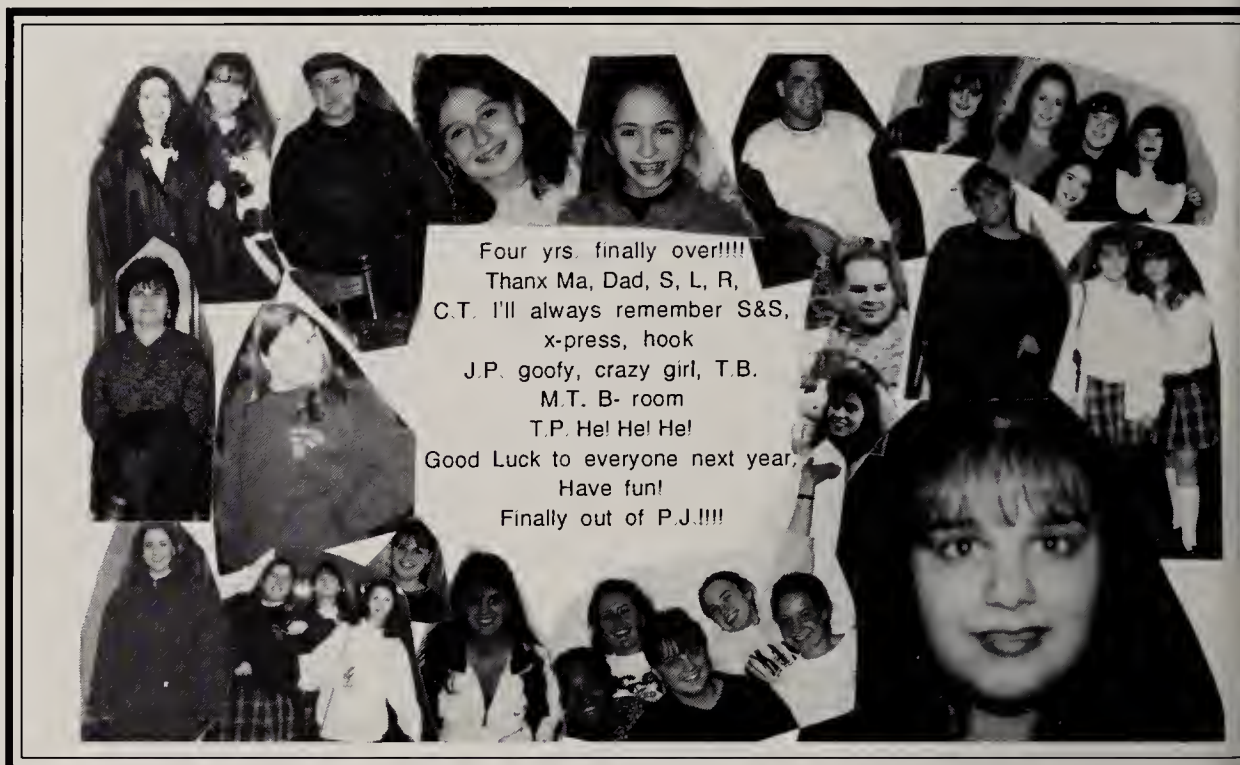 Four yrs. finally over!!!!
Thanx Ma, Dad, S, L, R,
C.T. I'll always remember S&S,
x-press, hook
J.P. goofy, crazy girl, T.B.
M.T. B- room
T.P. He! He! He!
Good Luck to everyone next year,
Have fun!
Finally out of P.J.!!!!